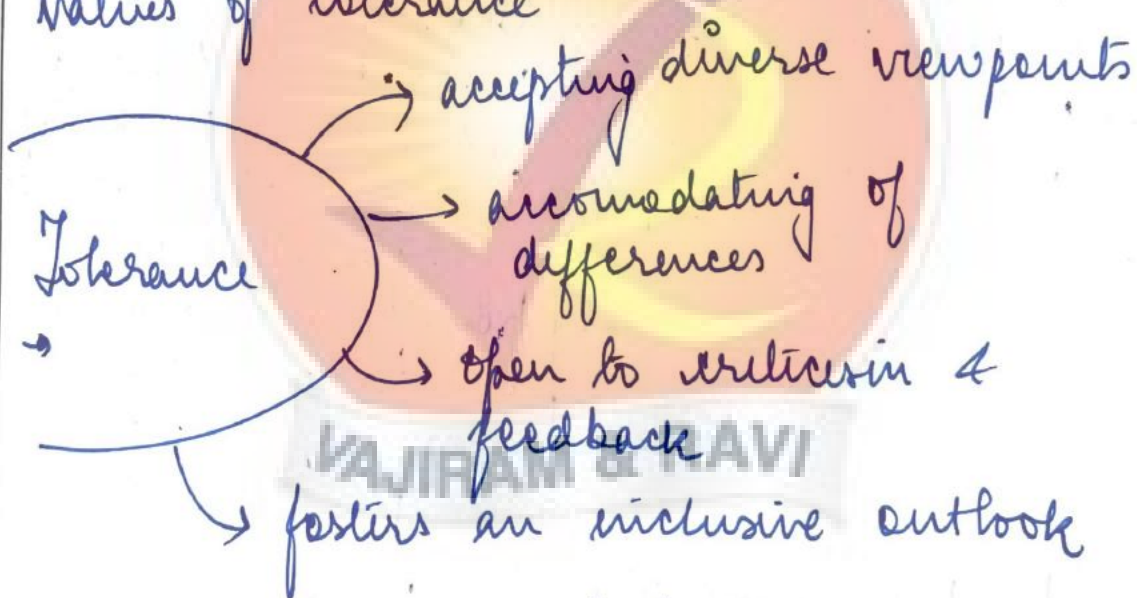 values of tolerance
→ accepting diverse viewpoints
Tolerance
→
→ accomodating of
differences
→ open to criticism &
feedback
VAJIRAM & RAVI
→ fosters an inclusive outlook